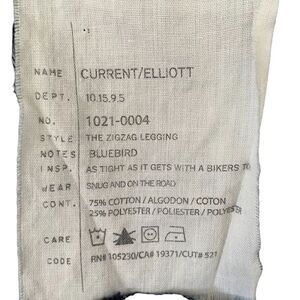 NAME CURRENT/ELLIOTT
DEPT. 10.15.9.5
NO. 1021-0004
STYLE THE ZIGZAG LEGGING
NOTES BLUEBIRD
INSP. AS TIGHT AS IT GETS WITH A BIKERS TO
WEAR SNUG AND ON THE ROAD
CONT. 75% COTTON / ALGODON / COTON
25% POLYESTER / POLIESTER / POLYESTER
CARE
CODE RN# 105230/CA# 19371/CUT# 521